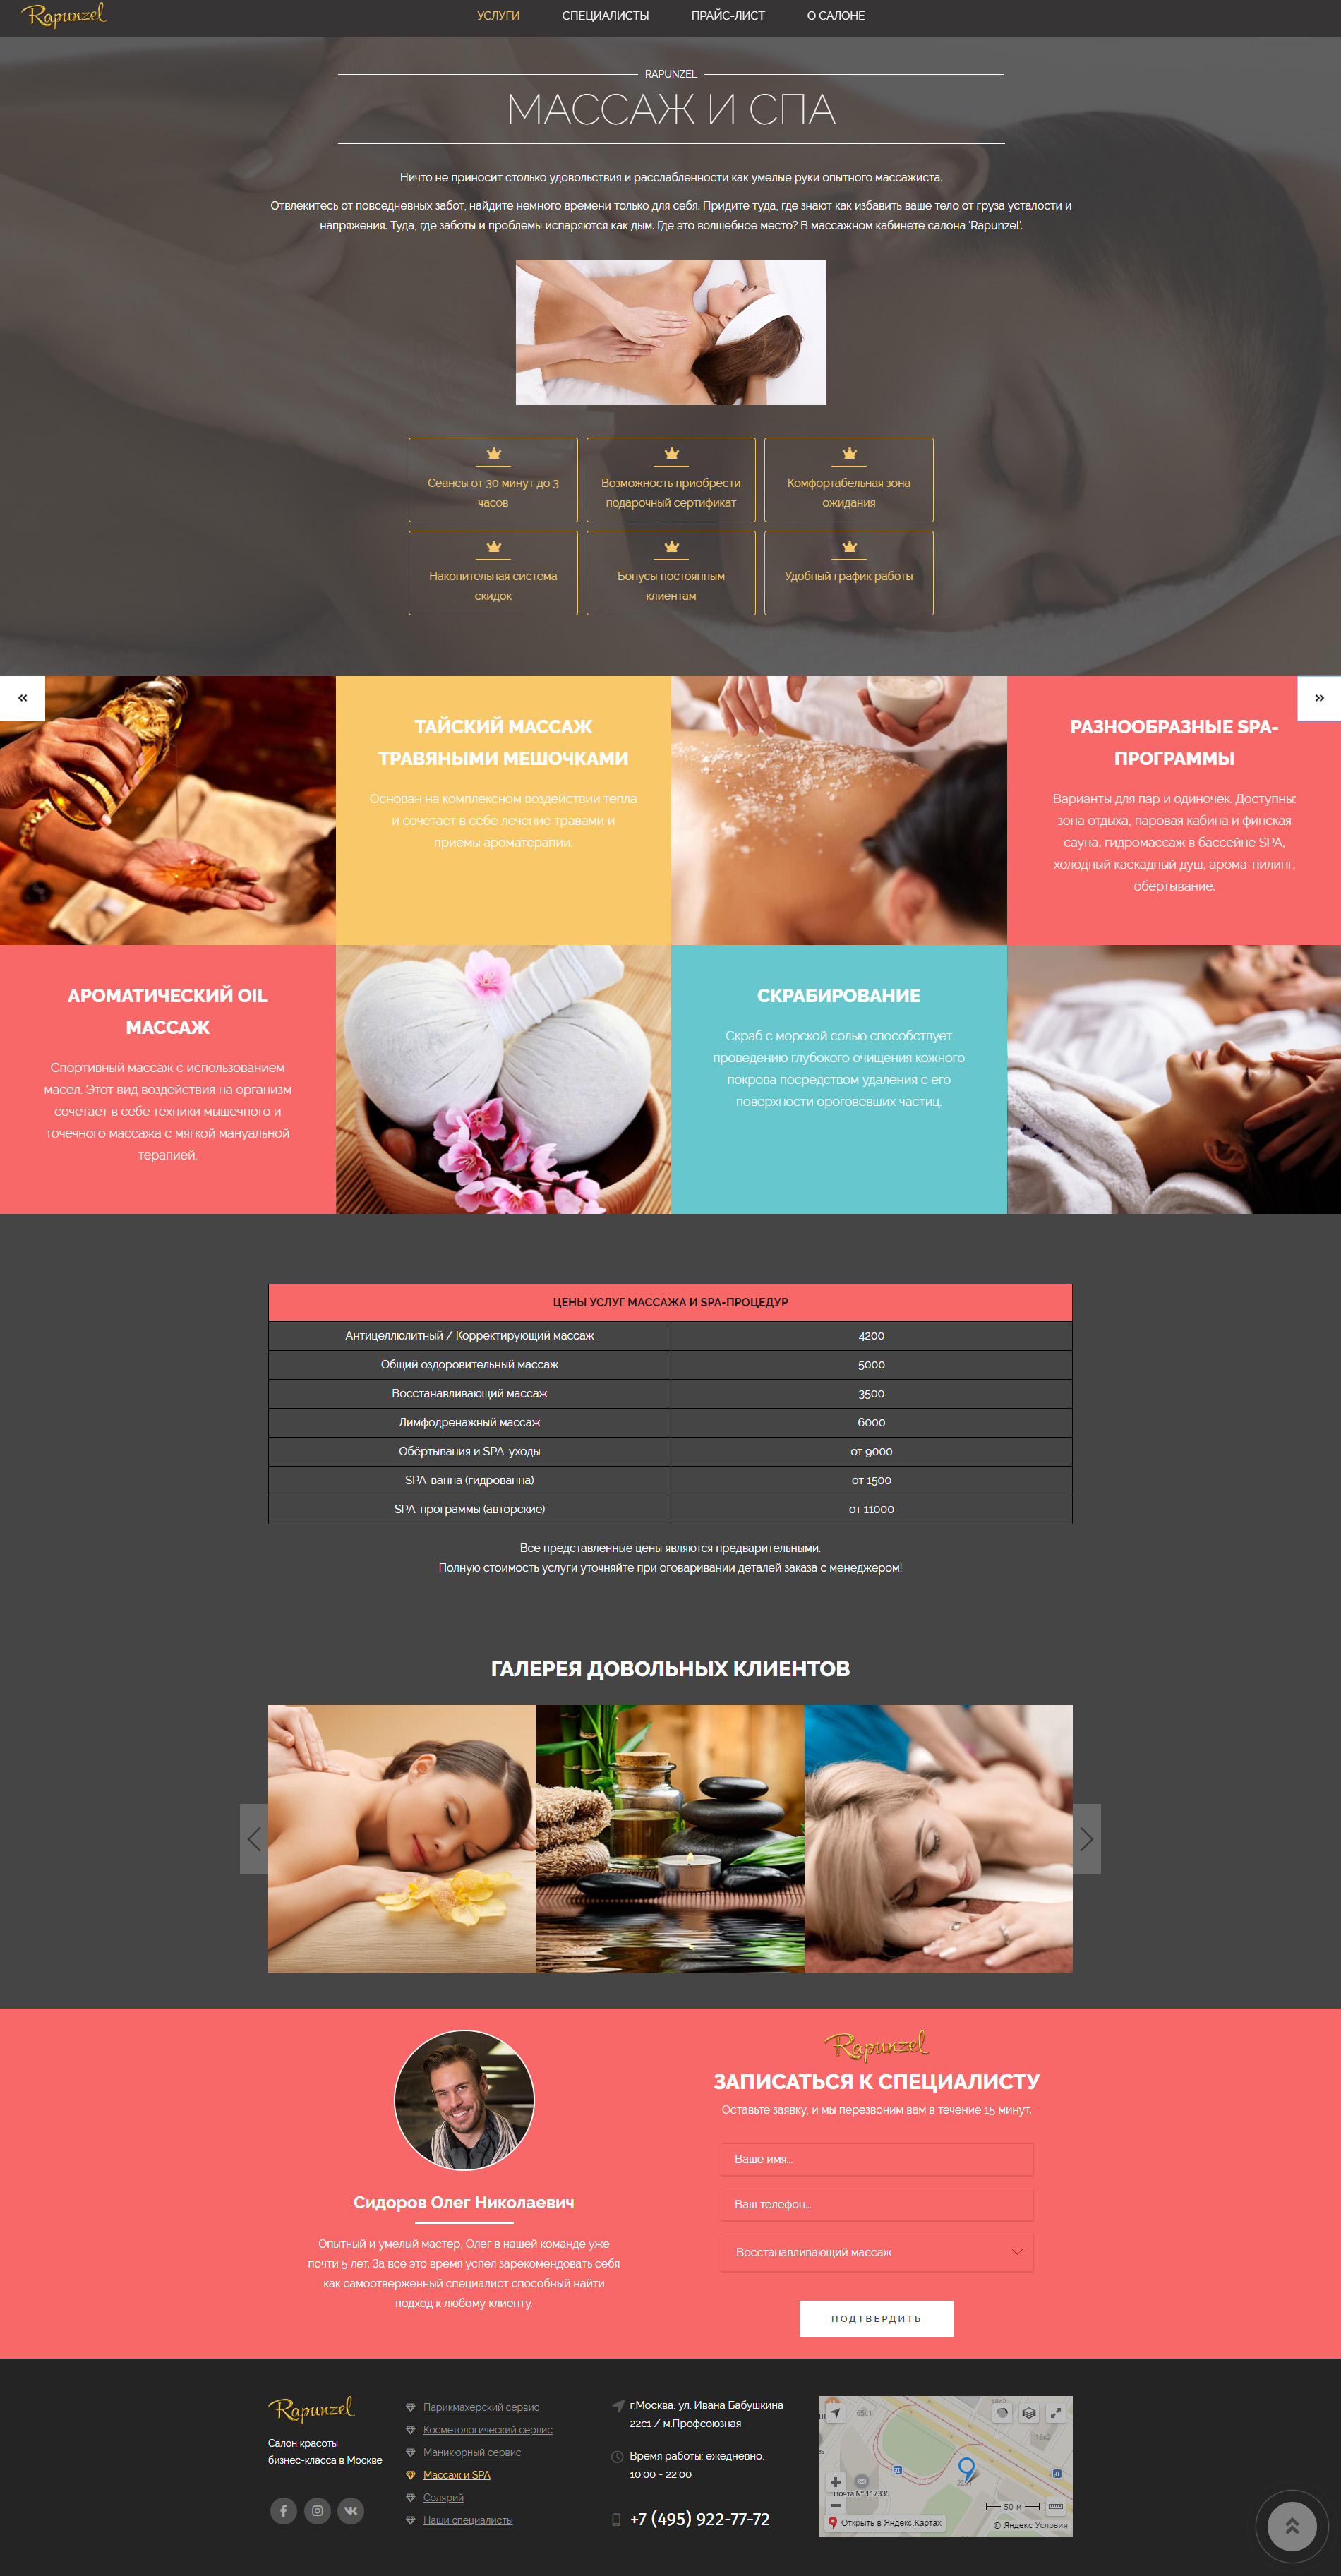 Rapunzel
УСЛУГИ
СПЕЦИАЛИСТЫ
ПРАЙС-ЛИСТ
О САЛОНЕ
RAPUNZEL
МАССАЖ И СПА
Ничто не приносит столько удовольствия и расслабленности как умелые руки опытного массажиста.
Отвлекитесь от повседневных забот, найдите немного времени только для себя. Придите туда, где знают как избавить ваше тело от груза усталости и
напряжения. Туда, где заботы и проблемы испаряются как дым. Где это волшебное место? В массажном кабинете салона 'Rapunzel'.
Сеансы от 30 минут до 3
часов
Возможность приобрести
подарочный сертификат
Комфортабельная зона
ожидания
Накопительная система
скидок
Бонусы постоянным
клиентам
Удобный график работы
«
»
ТАЙСКИЙ МАССАЖ
ТРАВЯНЫМИ МЕШОЧКАМИ
Основан на комплексном воздействии тепла
и сочетает в себе лечение травами и
приемы ароматерапии.
РАЗНООБРАЗНЫЕ SPA-
ПРОГРАММЫ
Варианты для пар и одиночек. Доступны:
зона отдыха, паровая кабина и финская
сауна, гидромассаж в бассейне SPA,
холодный каскадный душ, арома-пилинг,
обертывание.
АРОМАТИЧЕСКИЙ OIL
МАССАЖ
Спортивный массаж с использованием
масел. Этот вид воздействия на организм
сочетает в себе техники мышечного и
точечного массажа с мягкой мануальной
терапией.
СКРАБИРОВАНИЕ
Скраб с морской солью способствует
проведению глубокого очищения кожного
покрова посредством удаления с его
поверхности ороговевших частиц.
ЦЕНЫ УСЛУГ МАССАЖА И SPA-ПРОЦЕДУР
Антицеллюлитный / Корректирующий массаж 4200
Общий оздоровительный массаж 5000
Восстанавливающий массаж 3500
Лимфодренажный массаж 6000
Обёртывания и SPA-уходы от 9000
SPA-ванна (гидрованна) от 1500
SPA-программы (авторские) от 11000
Все представленные цены являются предварительными.
Полную стоимость услуги уточняйте при оговаривании деталей заказа с менеджером!
ГАЛЕРЕЯ ДОВОЛЬНЫХ КЛИЕНТОВ
Сидоров Олег Николаевич
Опытный и умелый мастер, Олег в нашей команде уже
почти 5 лет. За все это время успел зарекомендовать себя
как самоотверженный специалист способный найти
подход к любому клиенту.
Rapunzel
ЗАПИСАТЬСЯ К СПЕЦИАЛИСТУ
Оставьте заявку, и мы перезвоним вам в течение 15 минут.
Ваше имя...
Ваш телефон...
Восстанавливающий массаж
ПОДТВЕРДИТЬ
Rapunzel
Салон красоты
бизнес-класса в Москве
Парикмахерский сервис
Косметологический сервис
Маникюрный сервис
Массаж и SPA
Солярий
Наши специалисты
г.Москва, ул. Ивана Бабушкина
22с1 / м.Профсоюзная
Время работы: ежедневно,
10:00 - 22:00
+7 (495) 922-77-72
65с1
18к2
Почта № 117335
50 м
Открыть в Яндекс.Картах
© Яндекс Условия